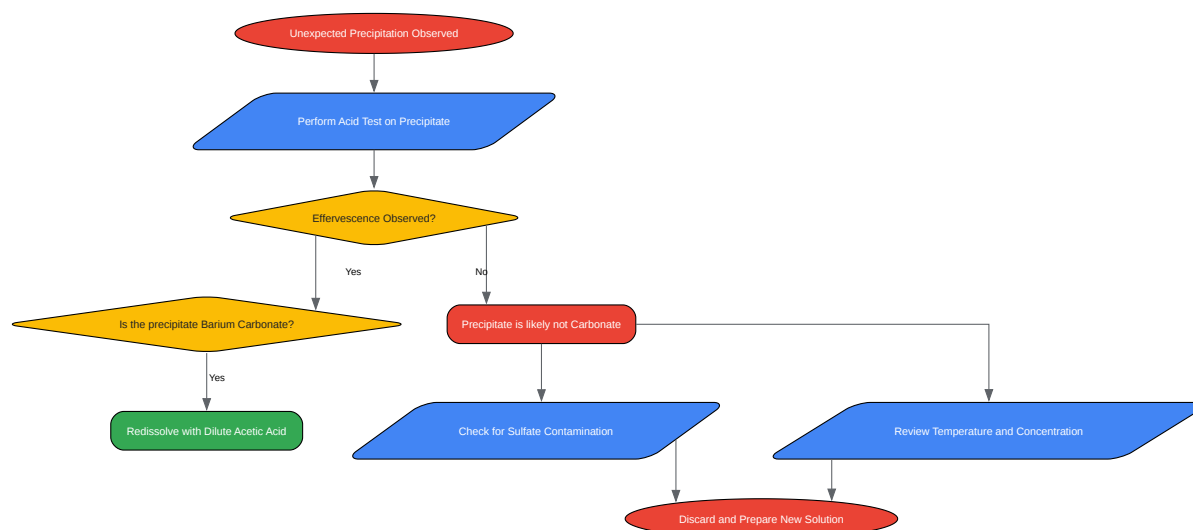 Unexpected Precipitation Observed
Perform Acid Test on Precipitate
Effervescence Observed?
Yes
No
Is the precipitate Barium Carbonate?
Precipitate is likely not Carbonate
Yes
Redissolve with Dilute Acetic Acid
Check for Sulfate Contamination
Review Temperature and Concentration
Discard and Prepare New Solution